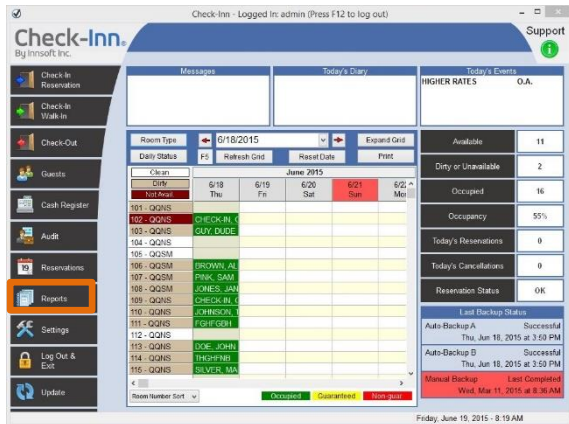 Check-Inn - Logged In: admin (Press F12 to log out)
Check-Inn®
By Innsoft Inc.
Support
Check-In
Reservation
Check-In
Walk-In
Check-Out
Guests
Cash Register
Audit
Reservations
Reports
Settings
Log Out &
Exit
Update
Messages
Today's Diary
Today's Events
HIGHER RATES O.A.
Room Type
6/18/2015
Expand Grid
Daily Status
F5
Refresh Grid
Reset Date
Print
Clean
Dirty
Not Avail
June 2015
6/18 6/19 6/20 6/21 6/22
Thu Fri Sat Sun Mon
101 - QQNS
102 - QQNS CHECK-IN, C
103 - QQNS GUY, DUDE
104 - QQNS
105 - QQSM
106 - QQSM BROWN, AL
107 - QQSM PINK, SAM
108 - QQSM JONES, JAN
109 - QQNS CHECK-IN, C
110 - QQNS JOHNSON, T
111 - QQNS FGHFGBH
112 - QQNS
113 - QQNS DOE, JOHN
114 - QQNS THGHFNB
115 - QQNS SILVER, MA
Room Number Sort
Occupied
Guaranteed
Non-guar
Available 11
Dirty or Unavailable 2
Occupied 16
Occupancy 55%
Today's Reservations 0
Today's Cancellations 0
Reservation Status OK
Last Backup Status
Auto-Backup A Successful
Thu, Jun 18, 2015 at 3:50 PM
Auto-Backup B Successful
Thu, Jun 18, 2015 at 3:50 PM
Manual Backup Last Completed
Wed, Mar 11, 2015 at 8:36 AM
Friday, June 19, 2015 - 8:19 AM